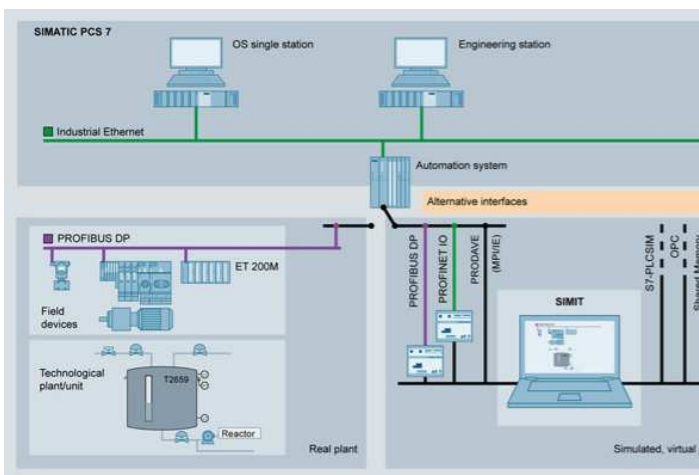 SIMATIC PCS 7
OS single station
Engineering station
Industrial Ethernet
Automation system
Alternative interfaces
PROFIBUS DP
ET 200M
Field
devices
Technological
plant/unit
T2659
Reactor
Real plant
PROFIBUS DP
PROFINET IO
PRODAVE
(MPI/IE)
SIMIT
S7-PLCSIM
OPC
Shared Memory
Simulated, virtual